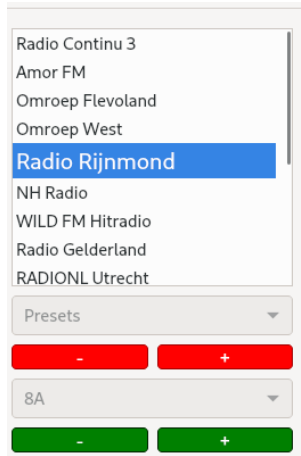 Radio Continu 3
Amor FM
Omroep Flevoland
Omroep West
Radio Rijnmond
NH Radio
WILD FM Hitradio
Radio Gelderland
RADIONL Utrecht
Presets
- +
8A
- +